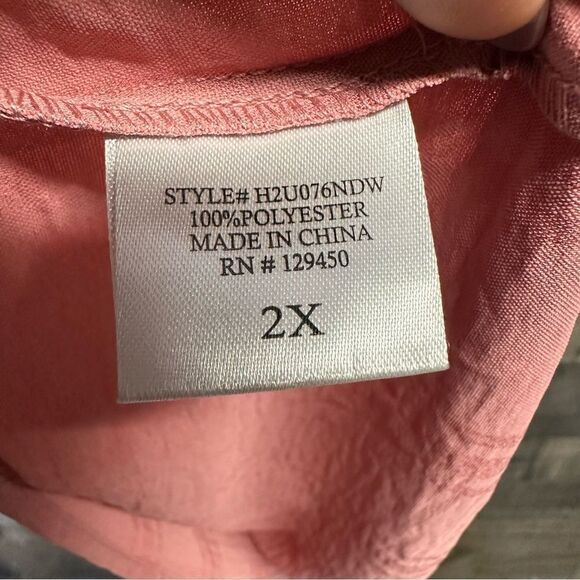 STYLE# H2U076NDW
100%POLYESTER
MADE IN CHINA
RN # 129450
2X